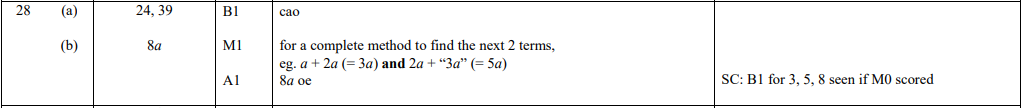 28 (a) 24, 39 B1 cao
(b) 8a M1 for a complete method to find the next 2 terms,
eg. a + 2a (= 3a) and 2a + “3a” (= 5a)
A1 8a oe SC: B1 for 3, 5, 8 seen if M0 scored